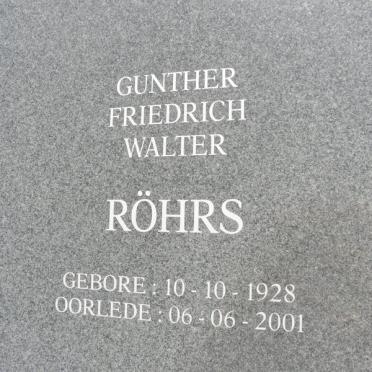 GUNTHER
FRIEDRICH
WALTER
RÖHRS
GEBORE : 10 - 10 - 1928
OORLEDE : 06 - 06 - 2001